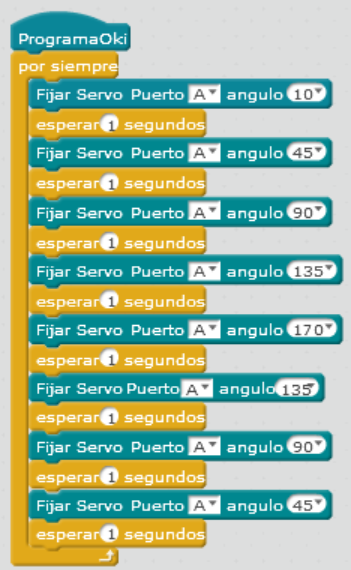 ProgramaOki
por siempre
Fijar Servo Puerto A angulo 10
esperar 1 segundos
Fijar Servo Puerto A angulo 45
esperar 1 segundos
Fijar Servo Puerto A angulo 90
esperar 1 segundos
Fijar Servo Puerto A angulo 135
esperar 1 segundos
Fijar Servo Puerto A angulo 170
esperar 1 segundos
Fijar Servo Puerto A angulo 135
esperar 1 segundos
Fijar Servo Puerto A angulo 90
esperar 1 segundos
Fijar Servo Puerto A angulo 45
esperar 1 segundos